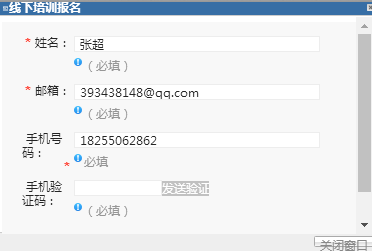 线下培训报名
* 姓名： 张超
（必填）
* 邮箱： 393438148@qq.com
（必填）
手机号码： 18255062862
* 必填
手机验证码： 发送验证
（必填）
关闭窗口